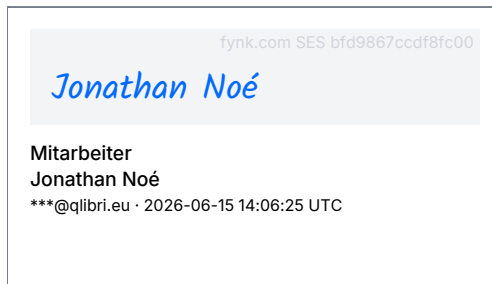 fynk.com SES bfd9867ccdf8fc00
Jonathan Noé
Mitarbeiter
Jonathan Noé
***@qlibri.eu · 2026-06-15 14:06:25 UTC